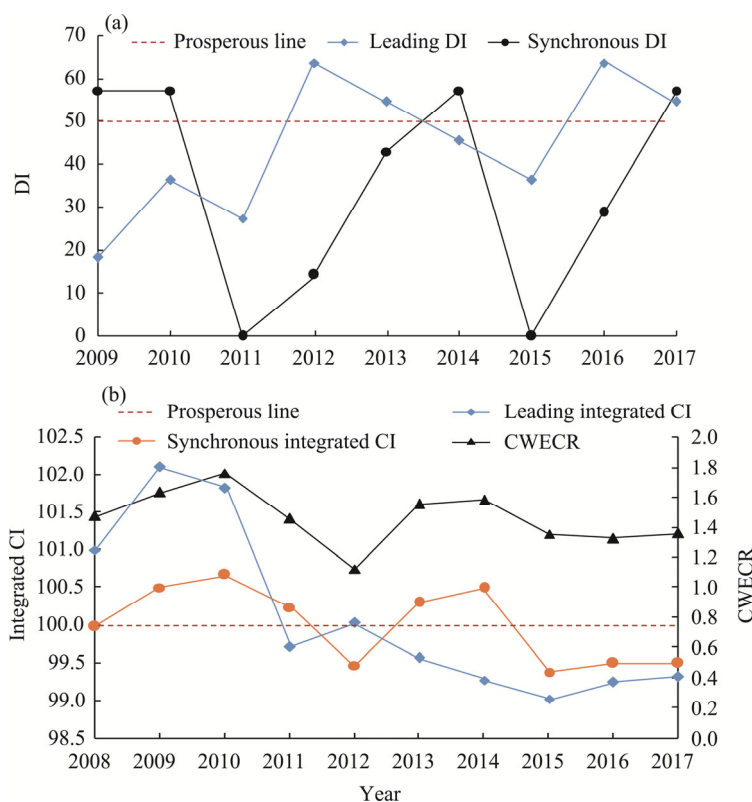 (a)
Prosperous line Leading DI Synchronous DI
70
60
50
40
30
20
10
0
DI
2009 2010 2011 2012 2013 2014 2015 2016 2017
(b)
Prosperous line Leading integrated CI
Synchronous integrated CI CWECR
102.5
102.0
101.5
101.0
100.5
100.0
99.5
99.0
98.5
Integrated CI
2.0
1.8
1.6
1.4
1.2
1.0
0.8
0.6
0.4
0.2
0.0
CWECR
2008 2009 2010 2011 2012 2013 2014 2015 2016 2017
Year